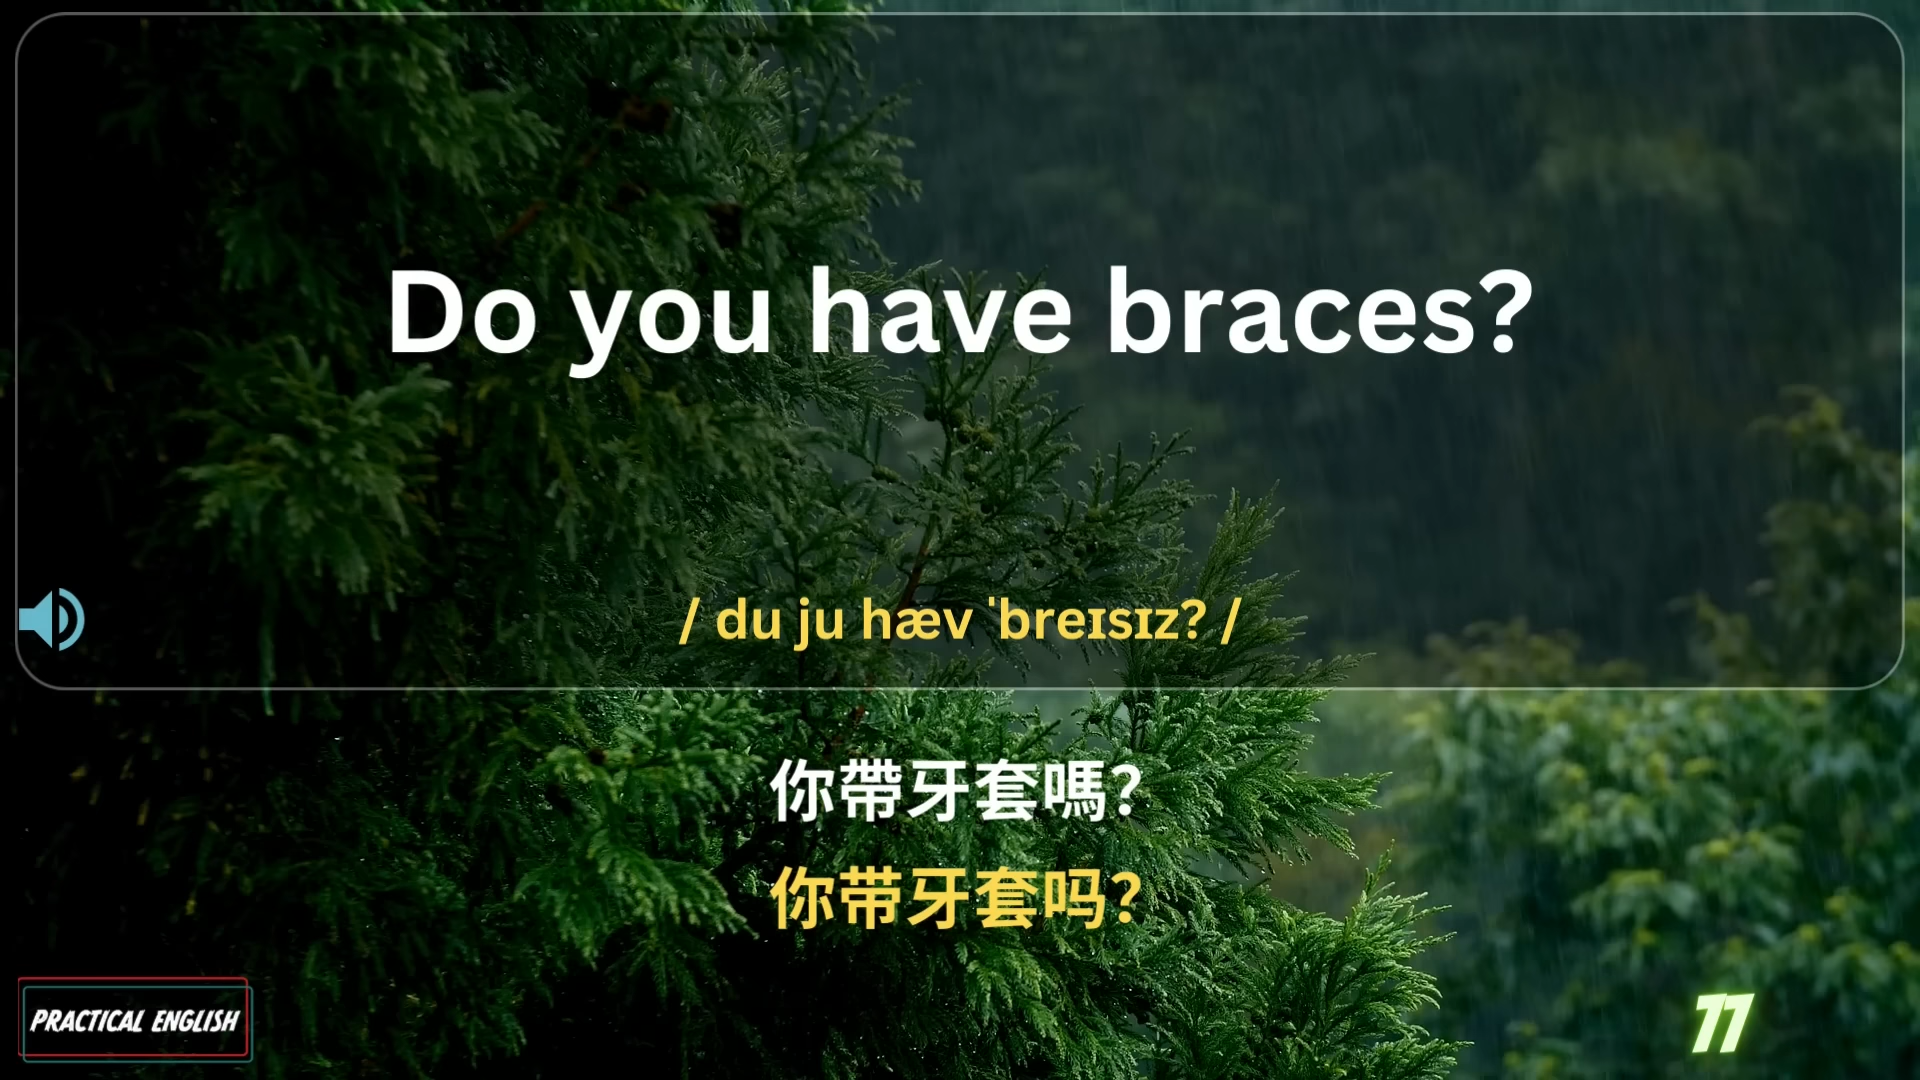 Do you have braces?
/ du ju hæv ˈbreɪsɪz? /
你帶牙套嗎?
你带牙套吗?
PRACTICAL ENGLISH
77